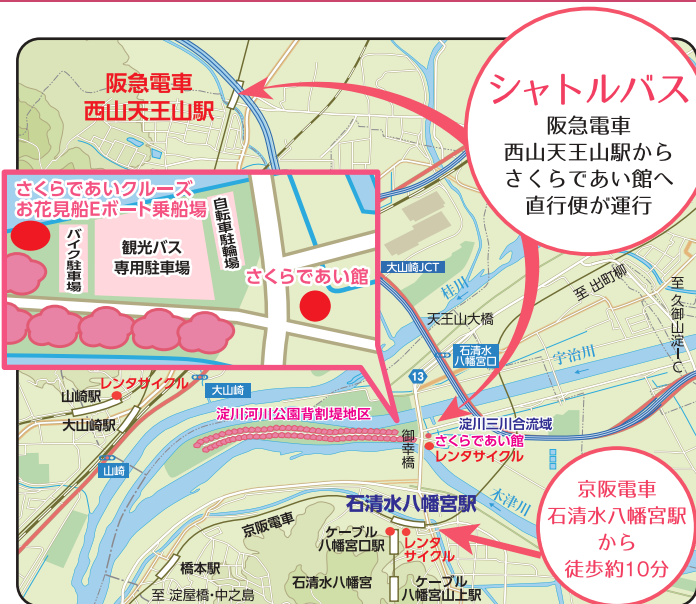 阪急電車
西山天王山駅
シャトルバス
阪急電車
西山天王山駅から
さくらであい館へ
直行便が運行
さくらであいクルーズ
お花見船Eボート乗船場
バイク駐車場
観光バス
専用駐車場
自転車駐輪場
さくらであい館
大山崎JCT
桂川
至 出町柳
至 久御山淀IC
天王山大橋
石清水
八幡宮口
宇治川
13
山崎駅
レンタサイクル
大山崎
大山崎駅
淀川河川公園背割堤地区
御幸橋
淀川三川合流域
さくらであい館
レンタサイクル
山崎
木津川
石清水八幡宮駅
京阪電車
ケーブル
八幡宮口駅
レンタ
サイクル
京阪電車
石清水八幡宮駅
から
徒歩約10分
橋本駅
石清水八幡宮
ケーブル
八幡宮山上駅
至 淀屋橋・中之島